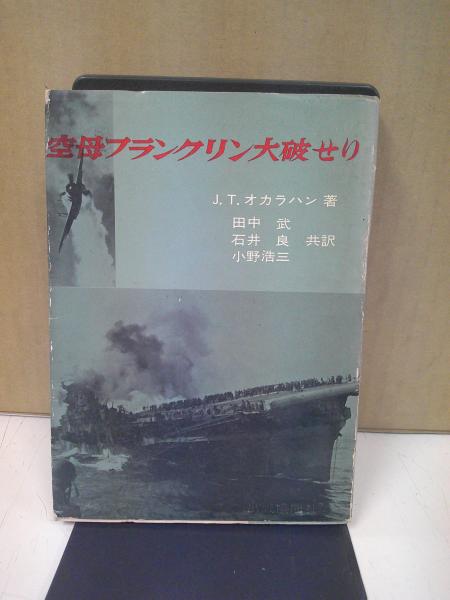 空母フランクリン大破せり
J.T.オカラハン 著
田中 武
石井 良 共訳
小野浩三